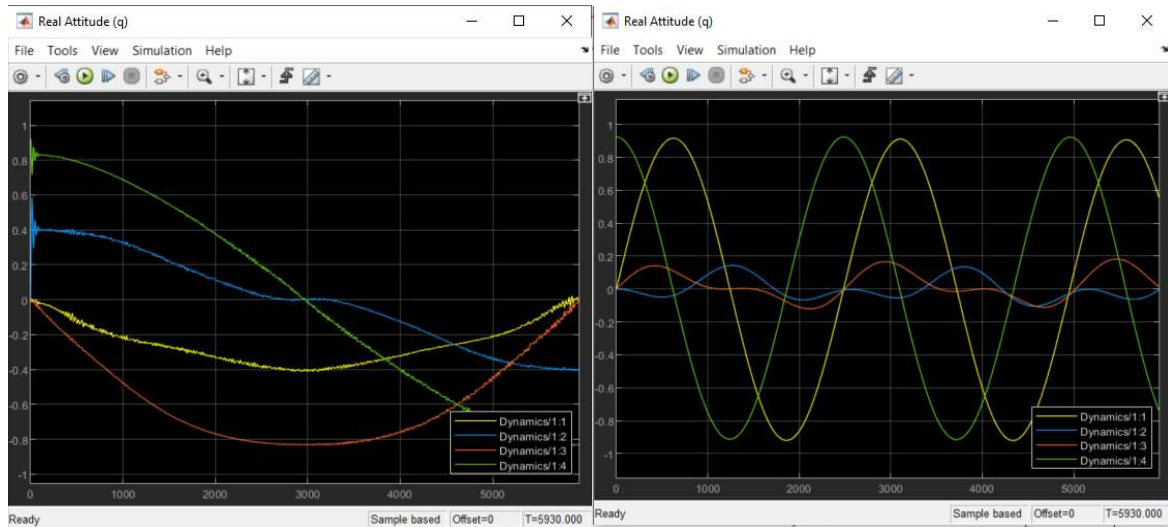 Real Attitude (q)
File Tools View Simulation Help
1
0.8
0.6
0.4
0.2
0
-0.2
-0.4
-0.6
-0.8
-1
0 1000 2000 3000 4000 5000
Dynamics/1:1
Dynamics/1:2
Dynamics/1:3
Dynamics/1:4
Ready Sample based Offset=0 T=5930.000
Real Attitude (q)
File Tools View Simulation Help
1
0.8
0.6
0.4
0.2
0
-0.2
-0.4
-0.6
-0.8
-1
0 1000 2000 3000 4000 5000
Dynamics/1:1
Dynamics/1:2
Dynamics/1:3
Dynamics/1:4
Ready Sample based Offset=0 T=5930.000